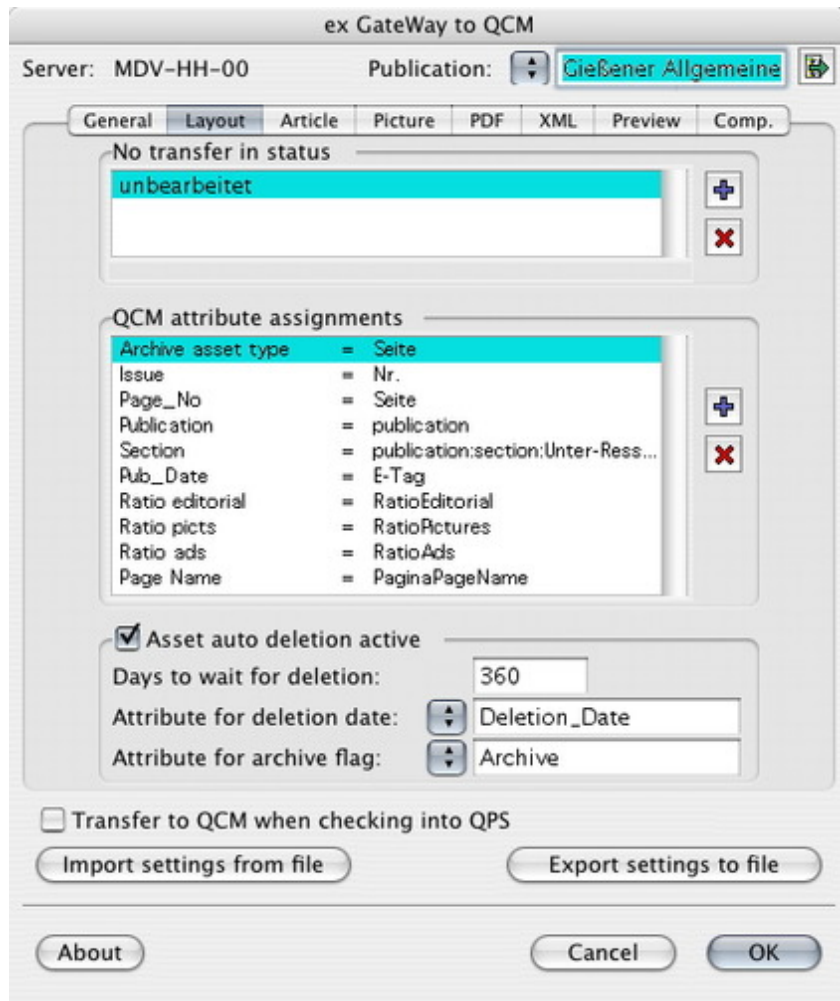 ex GateWay to QCM
Server: MDV-HH-00 Publication: Gießener Allgemeine
General Layout Article Picture PDF XML Preview Comp.
No transfer in status
unbearbeitet
QCM attribute assignments
Archive asset type = Seite
Issue = Nr.
Page_No = Seite
Publication = publication
Section = publication:section:Unter-Ress...
Pub_Date = E-Tag
Ratio editorial = RatioEditorial
Ratio picts = RatioPictures
Ratio ads = RatioAds
Page Name = PaginaPageName
Asset auto deletion active
Days to wait for deletion: 360
Attribute for deletion date: Deletion_Date
Attribute for archive flag: Archive
Transfer to QCM when checking into QPS
Import settings from file Export settings to file
About Cancel OK